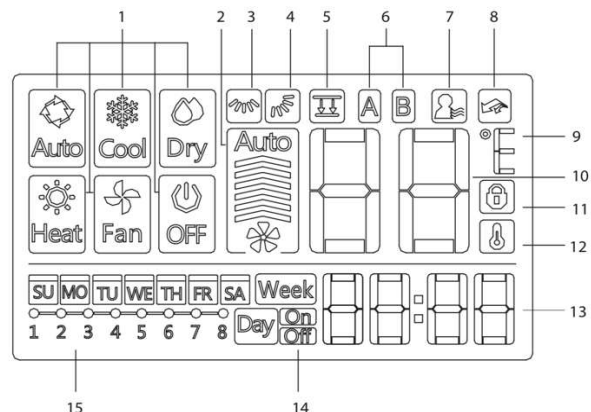 1 2 3 4 5 6 7 8
Auto Cool Dry Auto A B
9
10
11
Heat Fan OFF
12
SU MO TU WE TH FR SA Week
Day On
Off
88:88
13
1 2 3 4 5 6 7 8
15 14